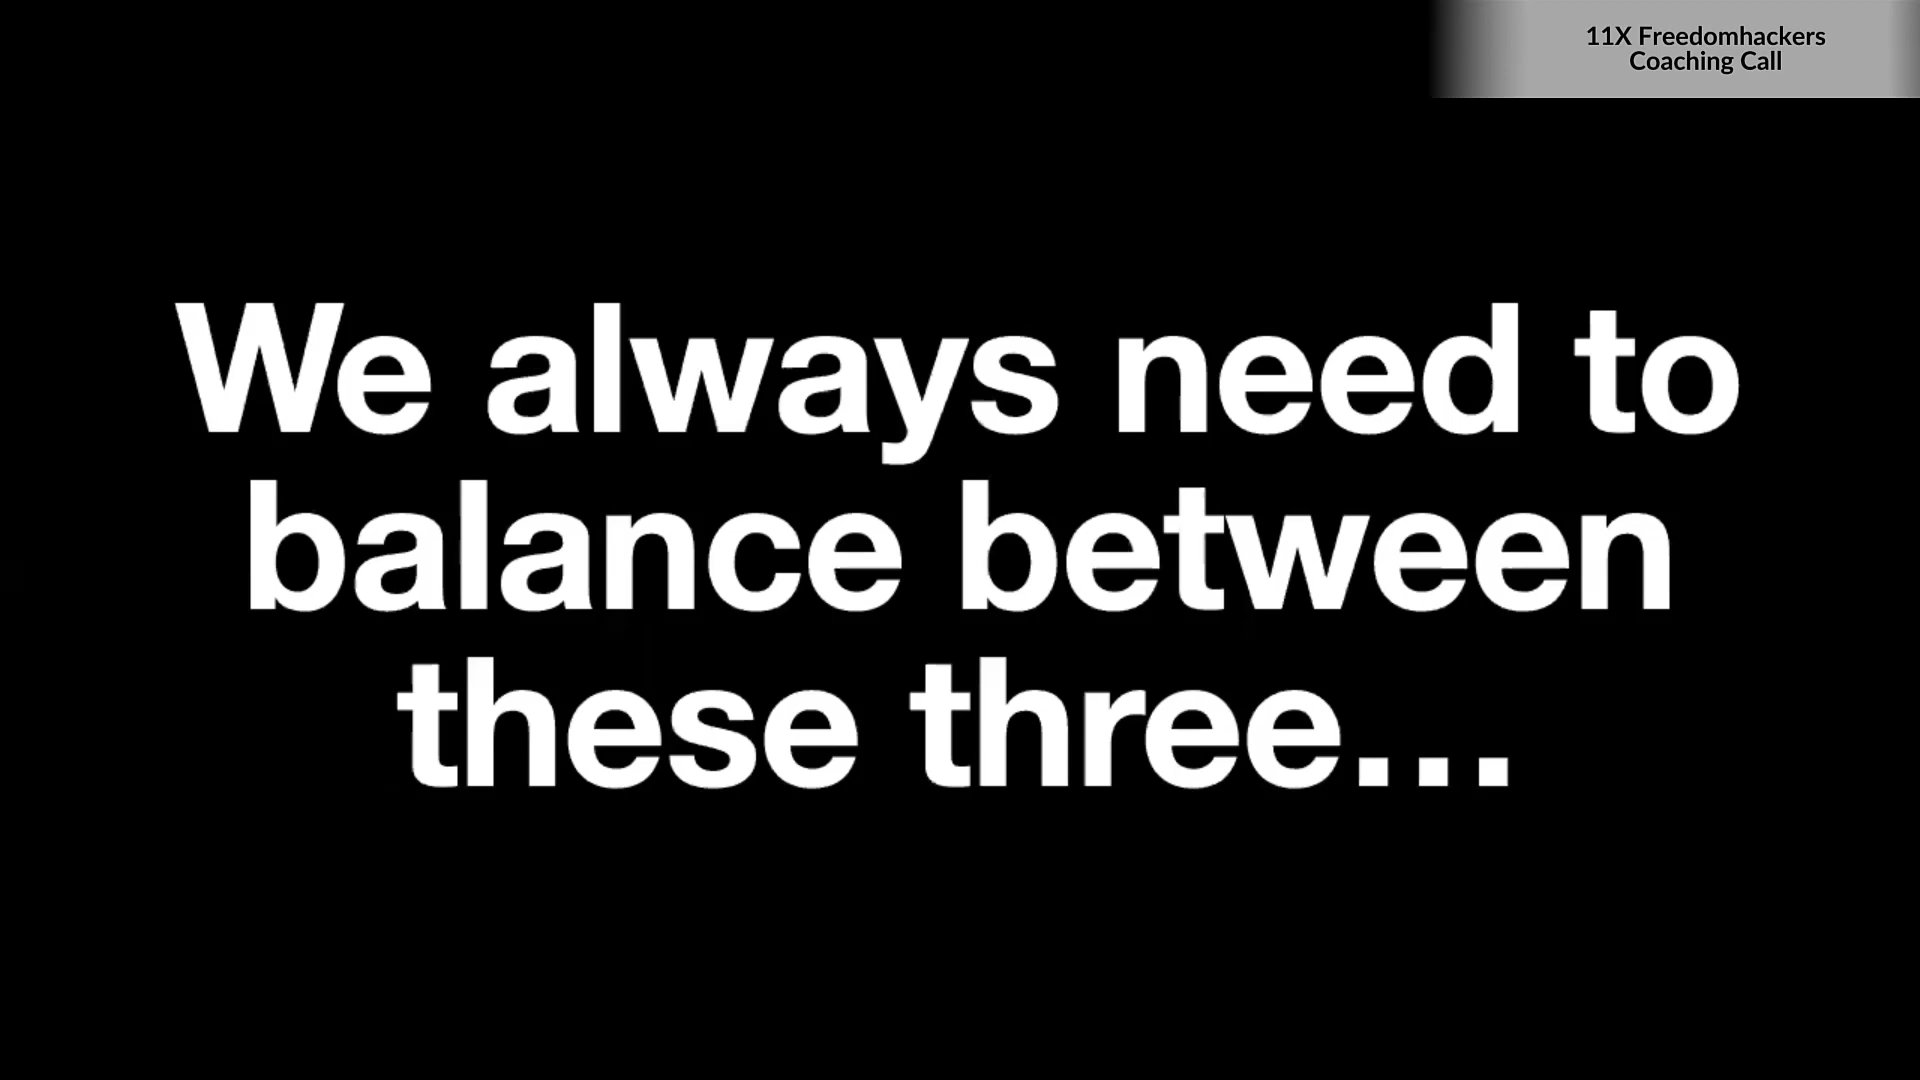 11X Freedomhackers
Coaching Call
We always need to
balance between
these three...